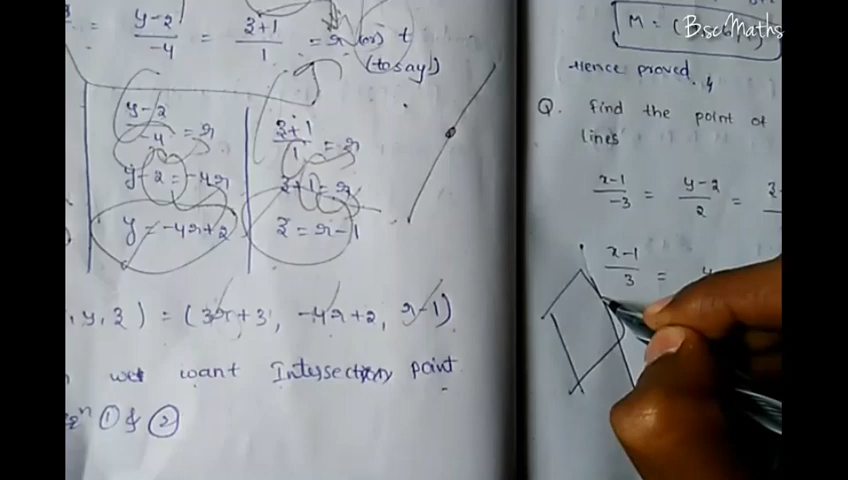 = y-2/-4 = z+1/1 = r (or) t
(to say)
y-2/-4 = r
y-2 = -4r
y = -4r+2
z+1/1 = r
z+1 = r
z = r-1
, y, z) = (3r+3, -4r+2, r-1)
want Intersection point
① & ②
B.sc Maths
M = (
Hence proved.
Q. find the point of
lines
x-1/-3 = y-2/2 =
x-1/3 =